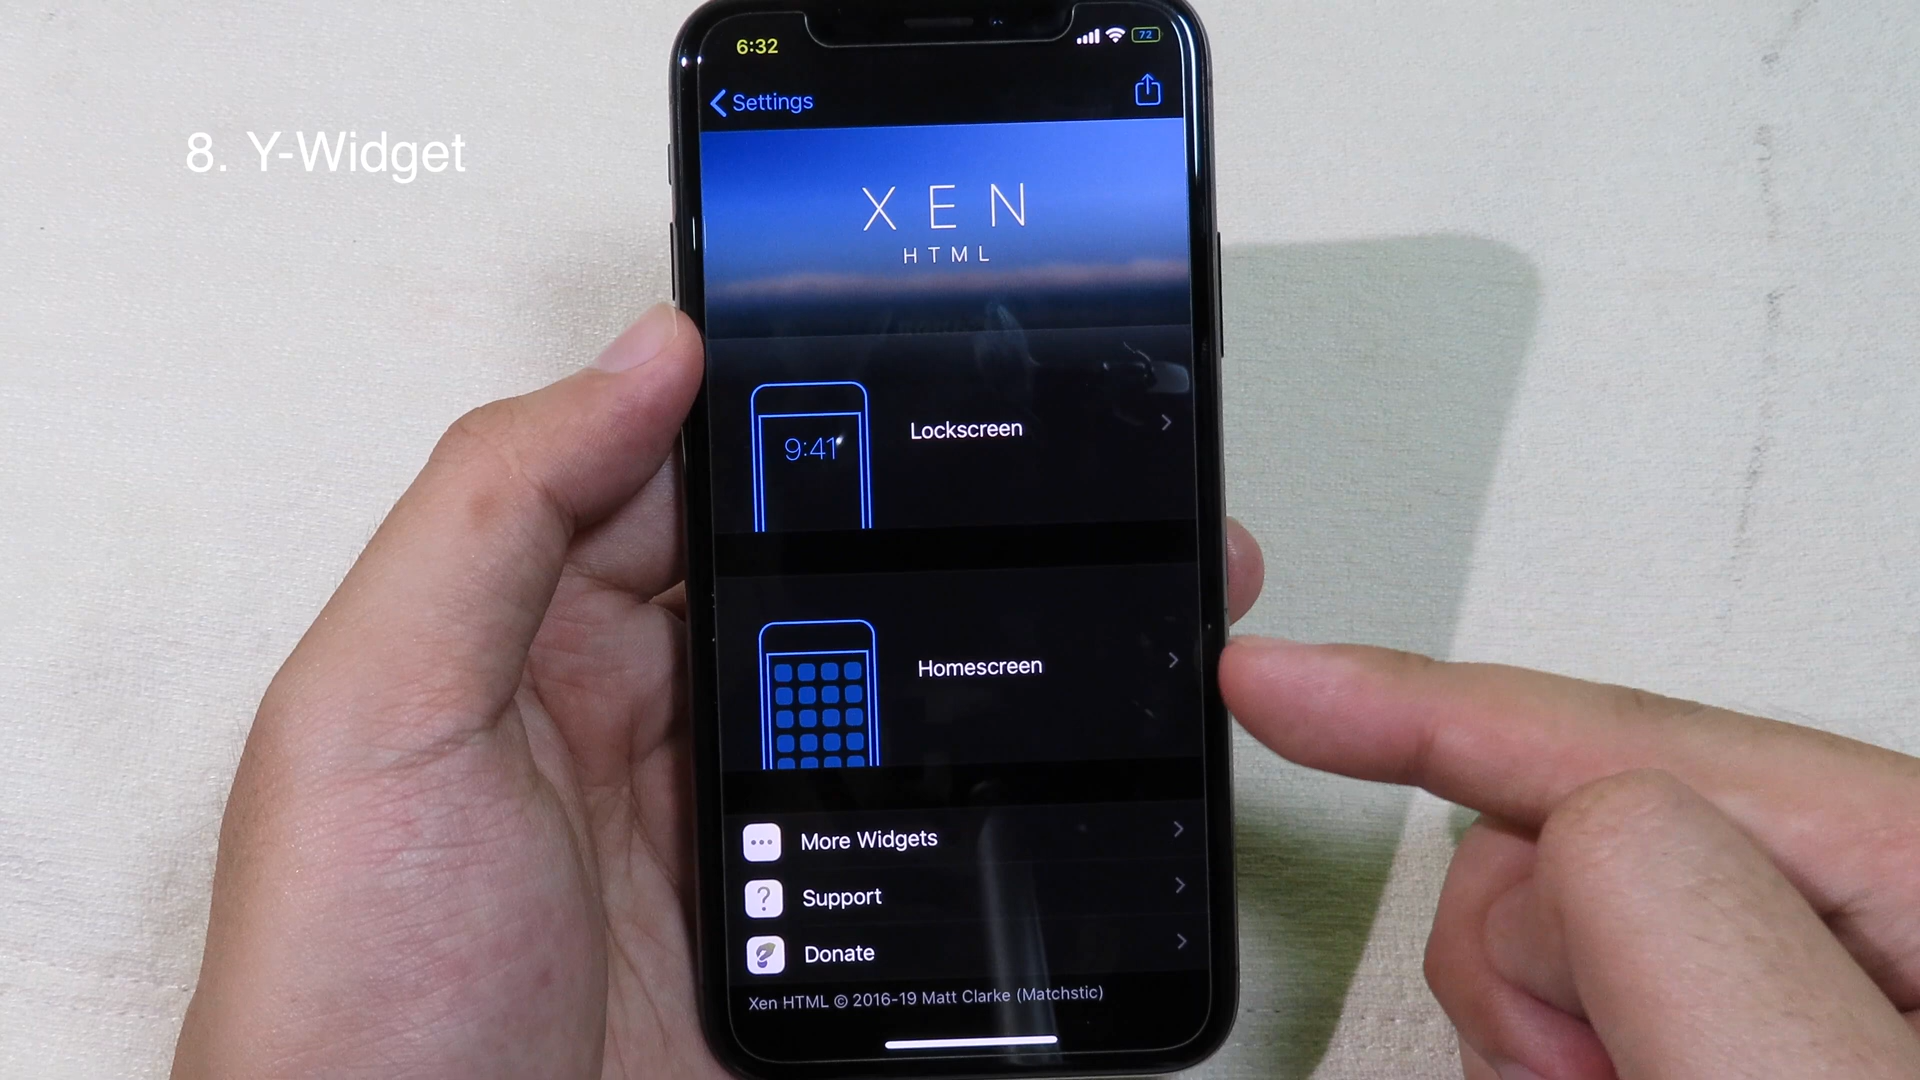 8. Y-Widget
6:32
72
Settings
XEN
HTML
9:41
Lockscreen
Homescreen
More Widgets
?
Support
Donate
Xen HTML © 2016-19 Matt Clarke (Matchstic)